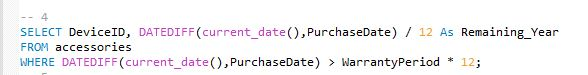 -- 4
SELECT DeviceID, DATEDIFF(current_date(),PurchaseDate) / 12 As Remaining_Year
FROM accessories
WHERE DATEDIFF(current_date(),PurchaseDate) > WarrantyPeriod * 12;